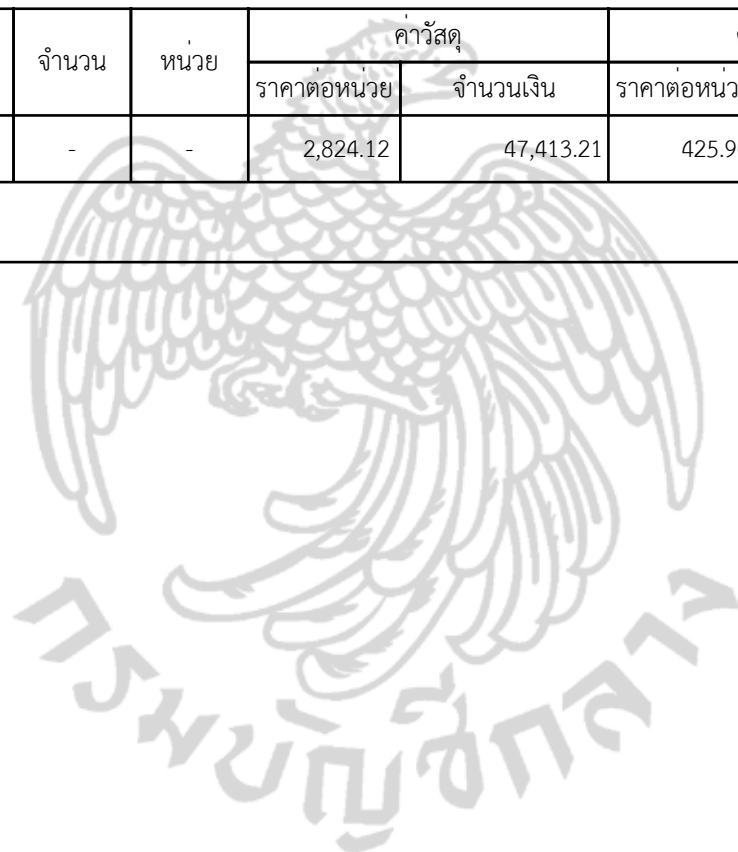 จำนวน หน่วย ค่าวัสดุ
ราคาต่อหน่วย จำนวนเงิน
- - 2,824.12 47,413.21 425.9
กรมบัญชีกลาง